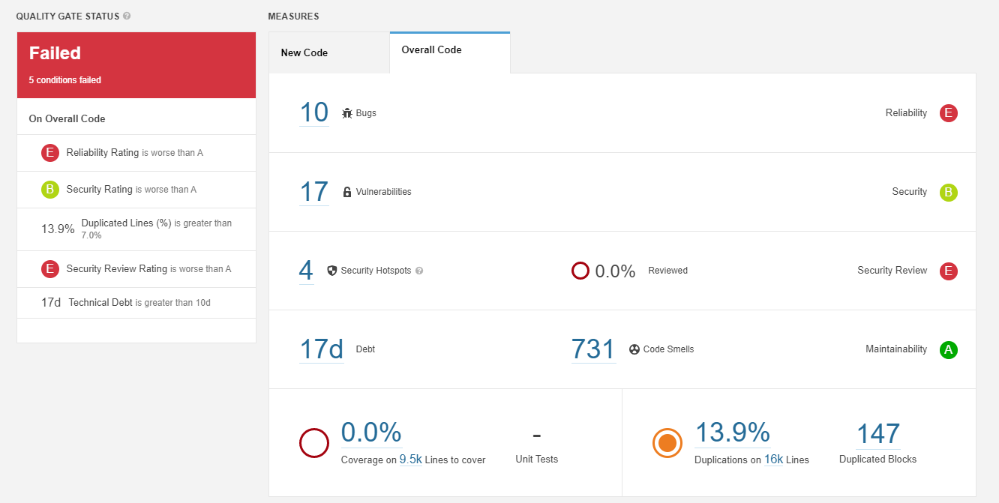 QUALITY GATE STATUS ?
Failed
5 conditions failed
On Overall Code
E Reliability Rating is worse than A
B Security Rating is worse than A
13.9% Duplicated Lines (%) is greater than
7.0%
E Security Review Rating is worse than A
17d Technical Debt is greater than 10d
MEASURES
New Code
Overall Code
10 Bugs
Reliability E
17 Vulnerabilities
Security B
4 Security Hotspots ?
0.0% Reviewed
Security Review E
17d Debt
731 Code Smells
Maintainability A
0.0%
Coverage on 9.5k Lines to cover
-
Unit Tests
13.9%
Duplications on 16k Lines
147
Duplicated Blocks